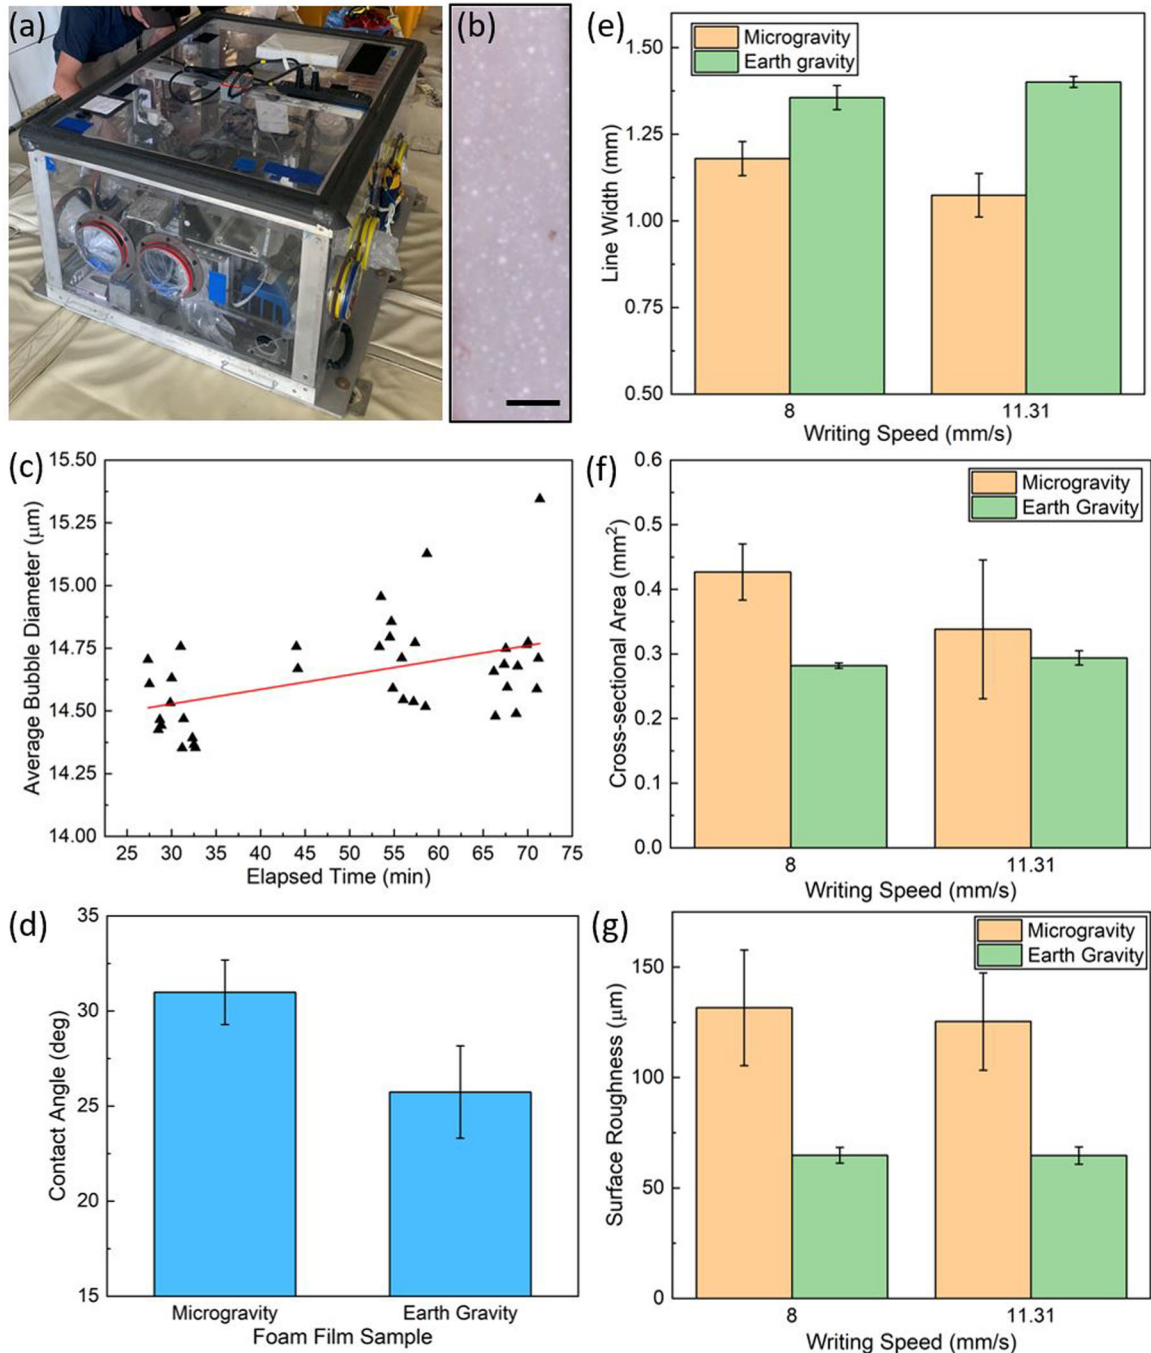 (a)
(b)
(c)
15.50
15.25
15.00
14.75
14.50
14.25
14.00
Average Bubble Diameter (μm)
25 30 35 40 45 50 55 60 65 70 75
Elapsed Time (min)
(d)
35
30
25
20
15
Contact Angle (deg)
Microgravity Earth Gravity
Foam Film Sample
(e)
Microgravity
Earth gravity
1.50
1.25
1.00
0.75
0.50
Line Width (mm)
8 11.31
Writing Speed (mm/s)
(f)
Microgravity
Earth Gravity
0.6
0.5
0.4
0.3
0.2
0.1
0.0
Cross-sectional Area (mm²)
8 11.31
Writing Speed (mm/s)
(g)
Microgravity
Earth Gravity
150
100
50
0
Surface Roughness (μm)
8 11.31
Writing Speed (mm/s)